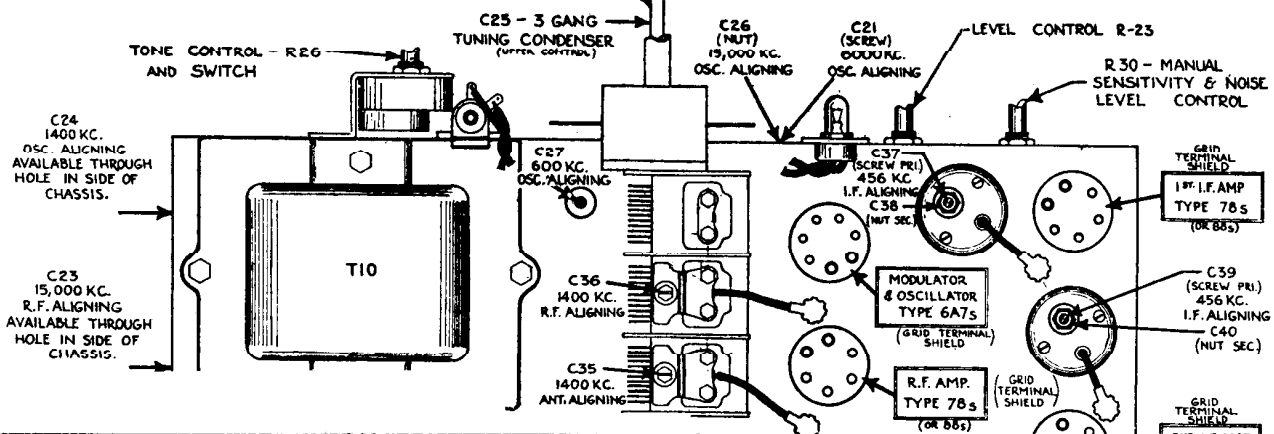 TONE CONTROL - R26
AND SWITCH
C25 - 3 GANG
TUNING CONDENSER
(UPPER CONTROL)
C26
(NUT)
15,000 KC.
OSC. ALIGNING
C21
(SCREW)
6000 KC.
OSC. ALIGNING
LEVEL CONTROL R-23
R30 - MANUAL
SENSITIVITY & NOISE
LEVEL CONTROL
C24
1400 KC.
OSC. ALIGNING
AVAILABLE THROUGH
HOLE IN SIDE OF
CHASSIS.
C23
15,000 KC.
R.F. ALIGNING
AVAILABLE THROUGH
HOLE IN SIDE OF
CHASSIS.
T10
C27
600 KC.
OSC. ALIGNING
C36
1400 KC.
R.F. ALIGNING
C35
1400 KC.
ANT. ALIGNING
C37
(SCREW PRI.)
456 KC
I.F. ALIGNING
C38
(NUT SEC.)
MODULATOR
& OSCILLATOR
TYPE 6A7s
(GRID TERMINAL)
SHIELD
R.F. AMP.
TYPE 78s
(OR 88s)
(GRID
TERMINAL
SHIELD)
GRID
TERMINAL
SHIELD
1ST. I.F. AMP
TYPE 78s
(OR 88s)
C39
(SCREW PRI.)
456 KC.
I.F. ALIGNING
C40
(NUT SEC.)
GRID
TERMINAL
SHIELD